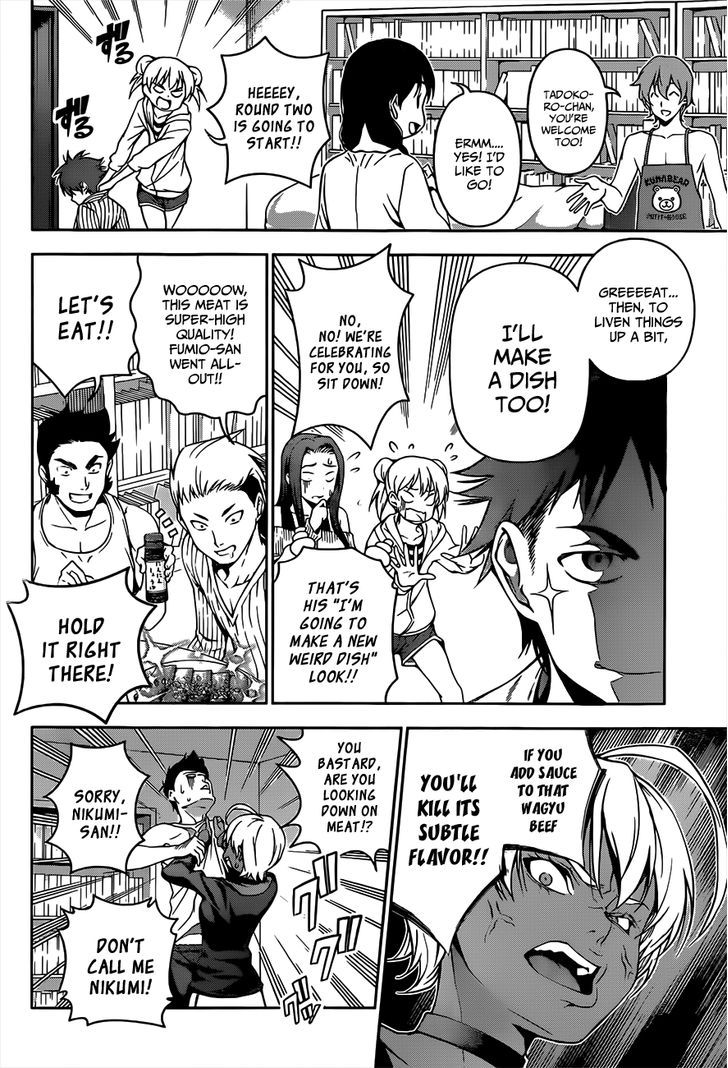 TADOKO-
RO-CHAN,
YOU'RE
WELCOME
TOO!
KUMABEAR
ERMM....
YES! I'D
LIKE TO
GO!
HEEEEY,
ROUND TWO
IS GOING TO
START!!
ずる
ずる
GREEEEAT...
THEN, TO
LIVEN THINGS
UP A BIT,
I'LL
MAKE
A DISH
TOO!
NO,
NO! WE'RE
CELEBRATING
FOR YOU, SO
SIT DOWN!
THAT'S
HIS "I'M
GOING TO
MAKE A NEW
WEIRD DISH"
LOOK!!
WOOOOOW,
THIS MEAT IS
SUPER-HIGH
QUALITY!
FUMIO-SAN
WENT ALL-
OUT!!
LET'S
EAT!!
HOLD
IT RIGHT
THERE!
IF YOU
ADD SAUCE
TO THAT
WAGYU
BEEF
YOU'LL
KILL ITS
SUBTLE
FLAVOR!!
YOU
BASTARD,
ARE YOU
LOOKING
DOWN ON
MEAT!?
SORRY,
NIKUMI-
SAN!!
DON'T
CALL ME
NIKUMI!